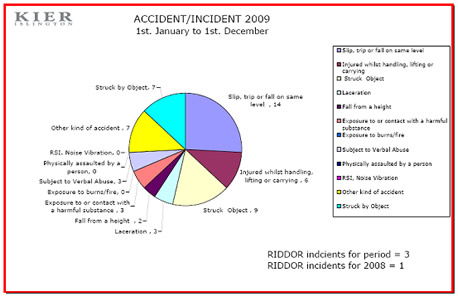 KIER
ISLINGTON
ACCIDENT/INCIDENT 2009
1st. January to 1st. December
Struck by Object, 7
Slip, trip or fall on same
level , 14
Other kind of accident , 7
RSI, Noise Vibration, 0
Physically assaulted by a
person, 0
Subject to Verbal Abuse, 3
Exposure to burns/fire, 0
Exposure to or contact with
a harmful substance, 3
Fall from a height , 2
Laceration , 3
Struck Object , 9
Injured whilst handling,
lifting or carrying , 6
Slip, trip or fall on same level
Injured whilst handling, lifting or
carrying
Struck Object
Laceration
Fall from a height
Exposure to or contact with a harmful
substance
Exposure to burns/fire
Subject to Verbal Abuse
Physically assaulted by a person
RSI, Noise Vibration
Other kind of accident
Struck by Object
RIDDOR indcients for period = 3
RIDDOR incidents for 2008 = 1